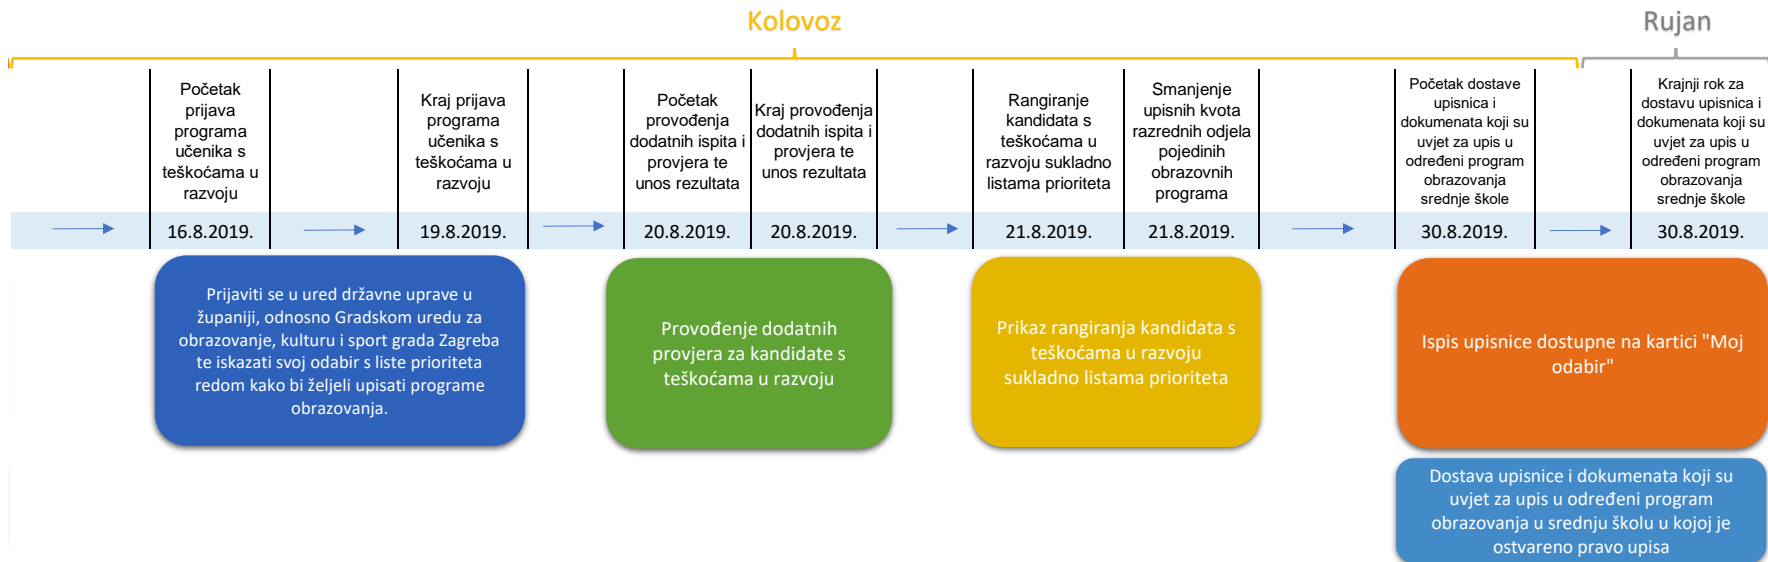 Kolovoz
Rujan
Početak
prijava
programa
učenika s
teškoćama u
razvoju
Kraj prijava
programa
učenika s
teškoćama u
razvoju
Početak
provođenja
dodatnih ispita i
provjera te
unos rezultata
Kraj provođenja
dodatnih ispita i
provjera te
unos rezultata
Rangiranje
kandidata s
teškoćama u
razvoju sukladno
listama prioriteta
Smanjenje
upisnih kvota
razrednih odjela
pojedinih
obrazovnih
programa
Početak dostave
upisnica i
dokumenata koji su
uvjet za upis u
određeni program
obrazovanja
srednje škole
Krajnji rok za
dostavu upisnica i
dokumenata koji su
uvjet za upis u
određeni program
obrazovanja
srednje škole
16.8.2019.
19.8.2019.
20.8.2019.
20.8.2019.
21.8.2019.
21.8.2019.
30.8.2019.
30.8.2019.
Prijaviti se u ured državne uprave u
županiji, odnosno Gradskom uredu za
obrazovanje, kulturu i sport grada Zagreba
te iskazati svoj odabir s liste prioriteta
redom kako bi željeli upisati programe
obrazovanja.
Provođenje dodatnih
provjera za kandidate s
teškoćama u razvoju
Prikaz rangiranja kandidata s
teškoćama u razvoju
sukladno listama prioriteta
Ispis upisnice dostupne na kartici "Moj
odabir"
Dostava upisnice i dokumenata koji su
uvjet za upis u određeni program
obrazovanja u srednju školu u kojoj je
ostvareno pravo upisa